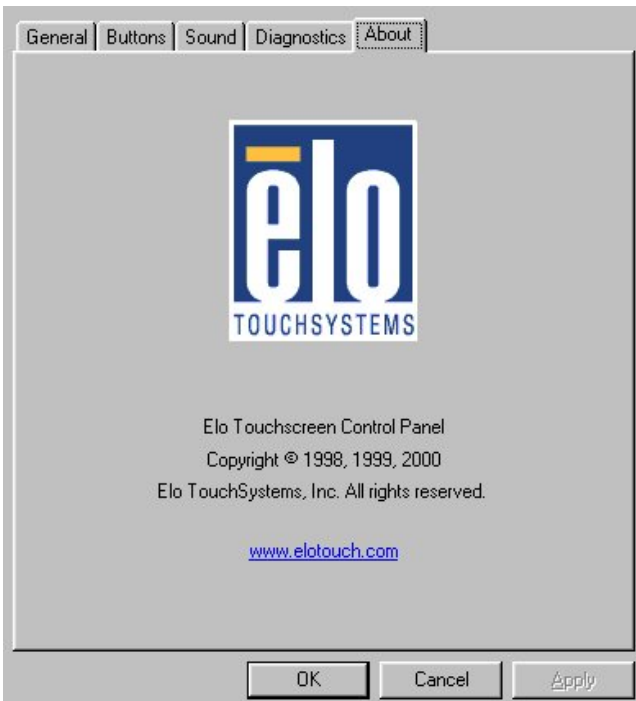 General Buttons Sound Diagnostics About
ēlo
TOUCHSYSTEMS
Elo Touchscreen Control Panel
Copyright © 1998, 1999, 2000
Elo TouchSystems, Inc. All rights reserved.
www.elotouch.com
OK Cancel Apply